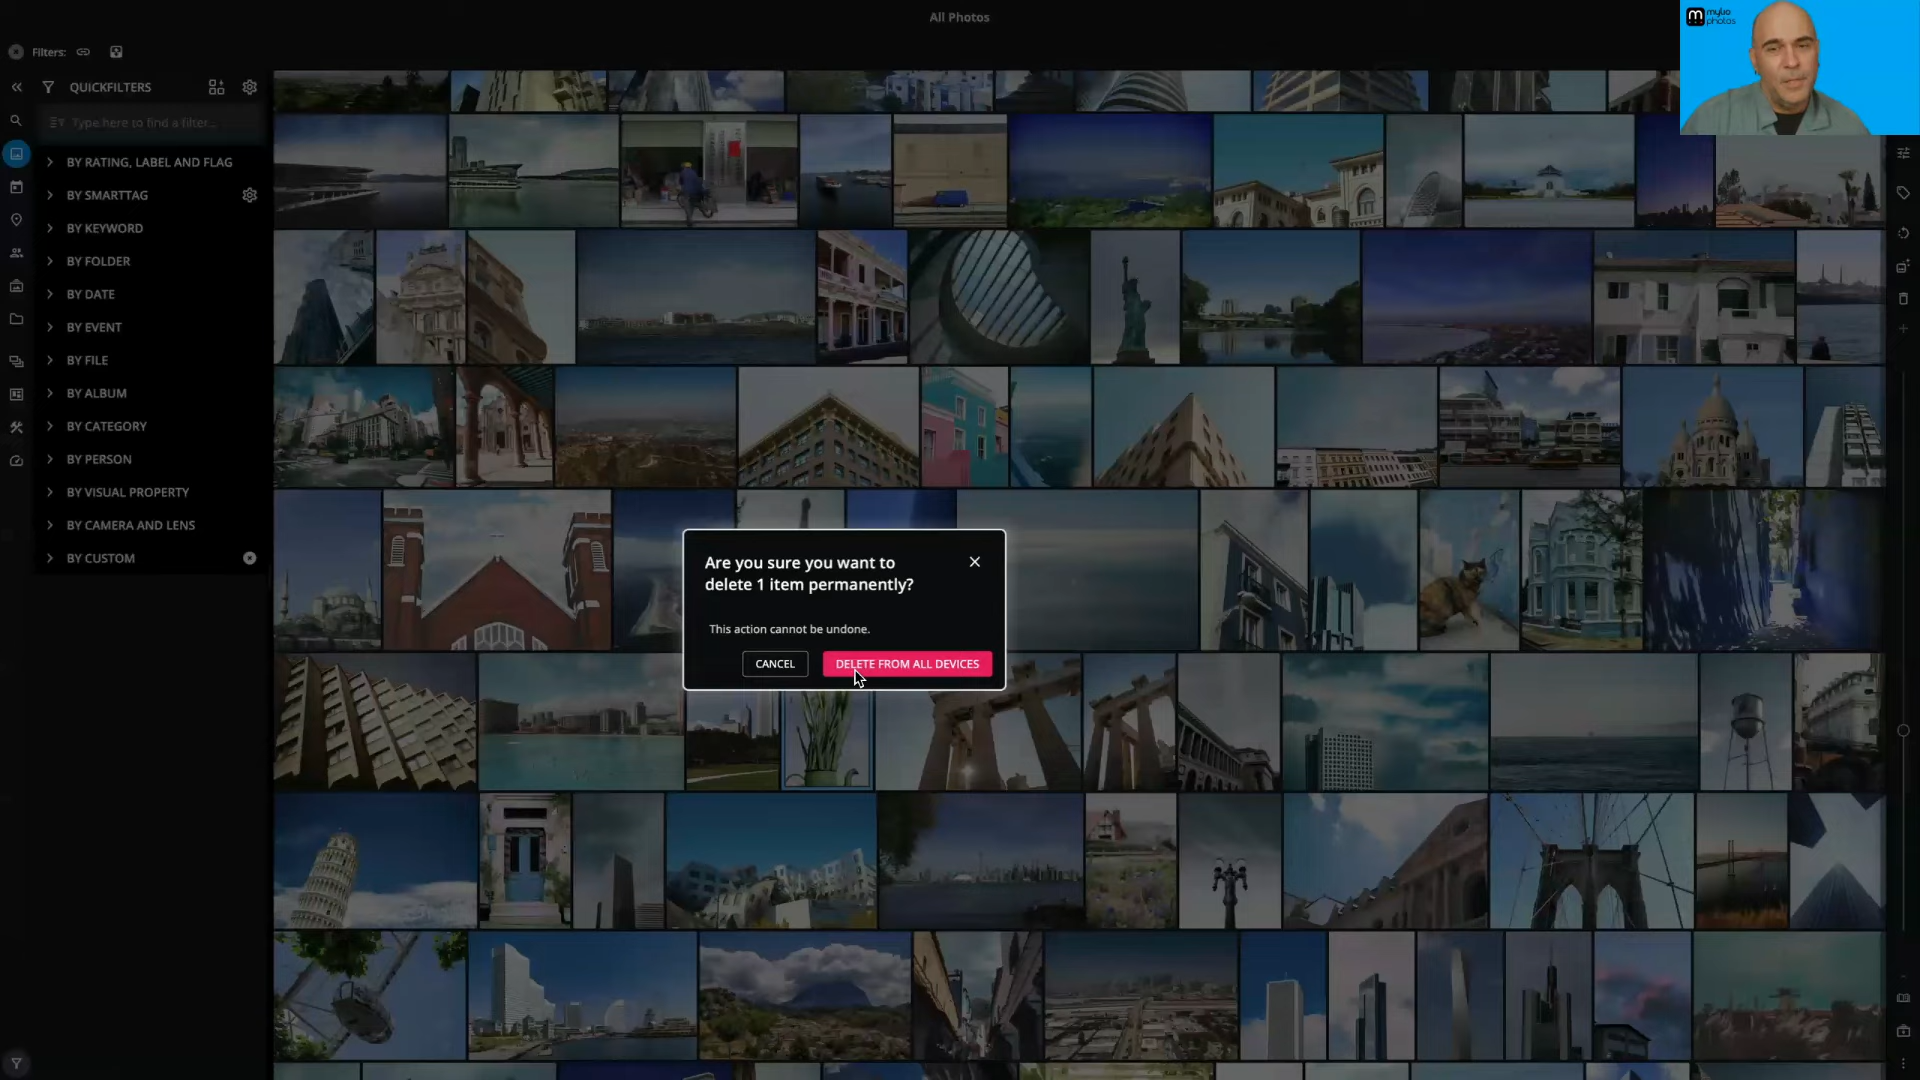 All Photos
mylio
photos
Filters:
QUICKFILTERS
Type here to find a filter...
BY RATING, LABEL AND FLAG
BY SMARTTAG
BY KEYWORD
BY FOLDER
BY DATE
BY EVENT
BY FILE
BY ALBUM
BY CATEGORY
BY PERSON
BY VISUAL PROPERTY
BY CAMERA AND LENS
BY CUSTOM
Are you sure you want to
delete 1 item permanently?
This action cannot be undone.
CANCEL
DELETE FROM ALL DEVICES